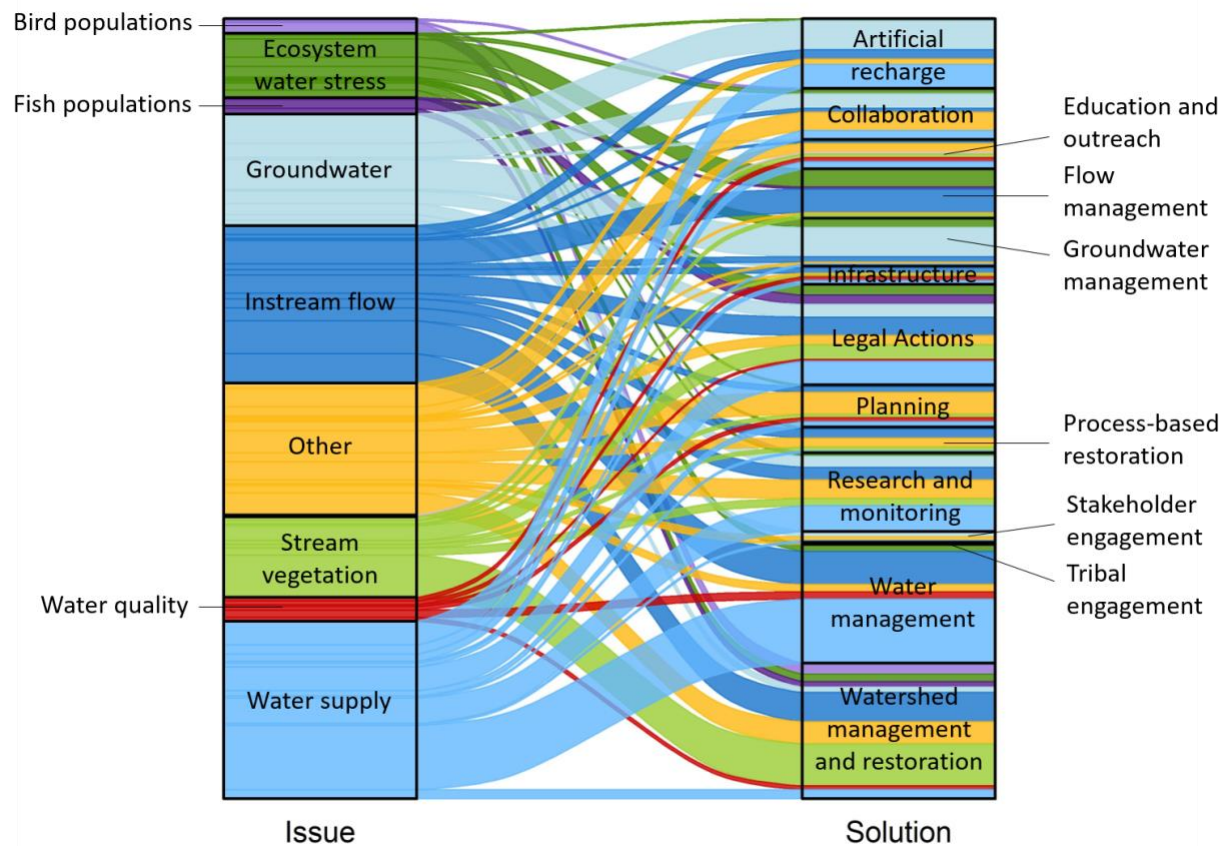 Bird populations
Ecosystem
water stress
Fish populations
Groundwater
Instream flow
Other
Stream
vegetation
Water quality
Water supply
Issue
Artificial
recharge
Collaboration
Education and
outreach
Flow
management
Groundwater
management
Infrastructure
Legal Actions
Planning
Process-based
restoration
Research and
monitoring
Stakeholder
engagement
Tribal
engagement
Water
management
Watershed
management
and restoration
Solution